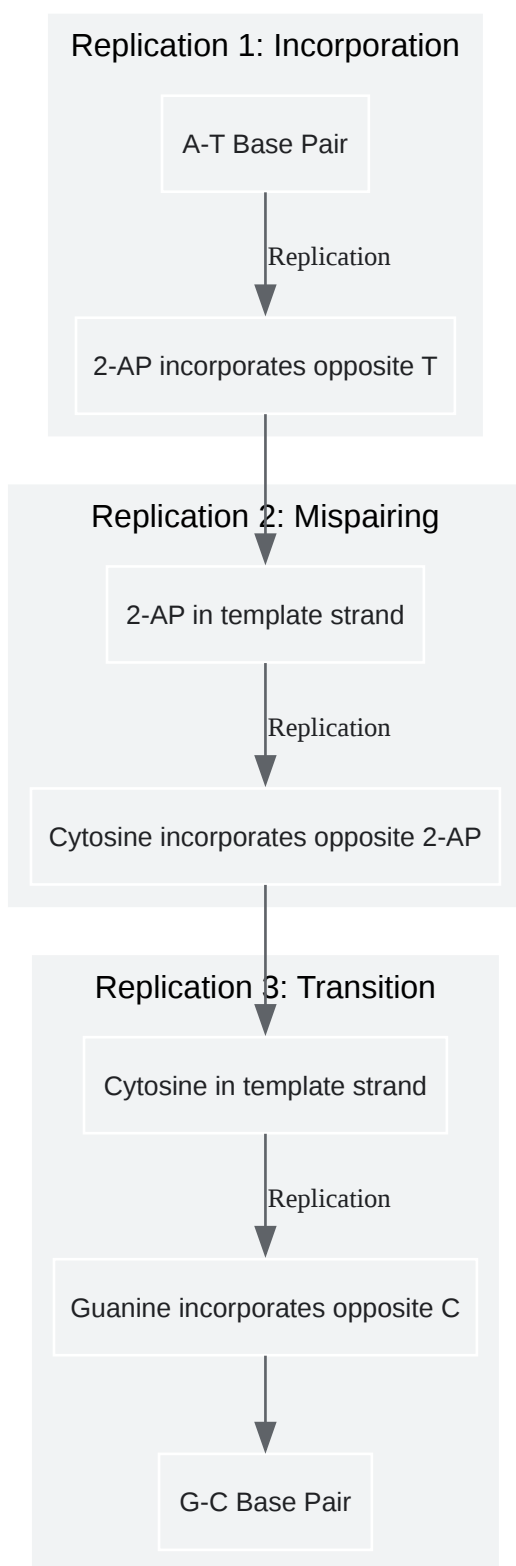 Replication 1: Incorporation
A-T Base Pair
Replication
2-AP incorporates opposite T
Replication 2: Mispairing
2-AP in template strand
Replication
Cytosine incorporates opposite 2-AP
Replication 3: Transition
Cytosine in template strand
Replication
Guanine incorporates opposite C
G-C Base Pair